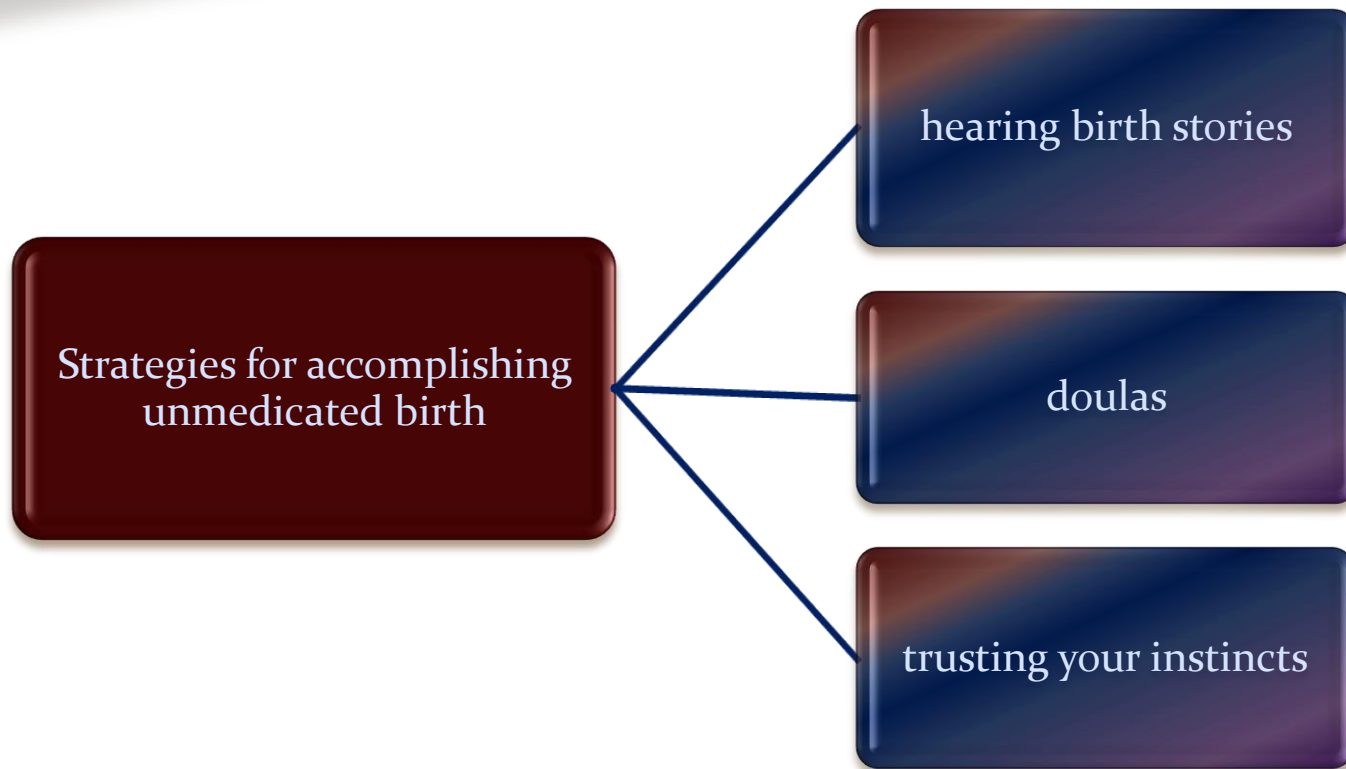 Strategies for accomplishing
unmedicated birth
hearing birth stories
doulas
trusting your instincts